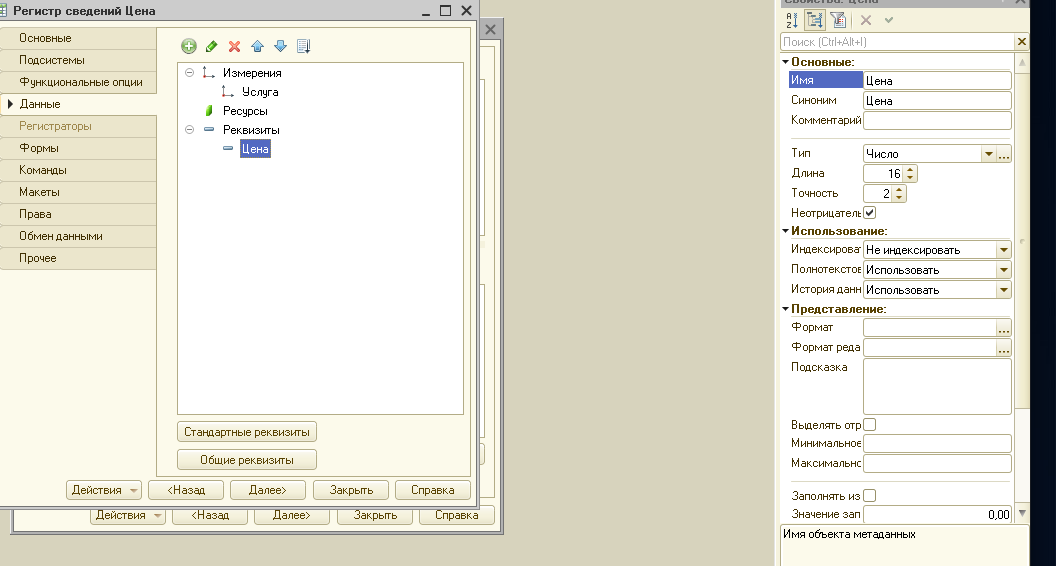 Регистр сведений Цена
Основные
Подсистемы
Функциональные опции
Данные
Регистраторы
Формы
Команды
Макеты
Права
Обмен данными
Прочее
Измерения
Услуга
Ресурсы
Реквизиты
Цена
Стандартные реквизиты
Общие реквизиты
Действия
<Назад
Далее>
Закрыть
Справка
Действия
<Назад
Далее>
Закрыть
Справка
Свойства: Цена
Поиск (Ctrl+Alt+I)
Основные:
Имя Цена
Синоним Цена
Комментарий
Тип Число
Длина 16
Точность 2
Неотрицатель
Использование:
Индексироват Не индексировать
Полнотекстов Использовать
История данн Использовать
Представление:
Формат
Формат реда
Подсказка
Выделять отр
Минимальное
Максимально
Заполнять из
Значение зап 0,00
Имя объекта метаданных